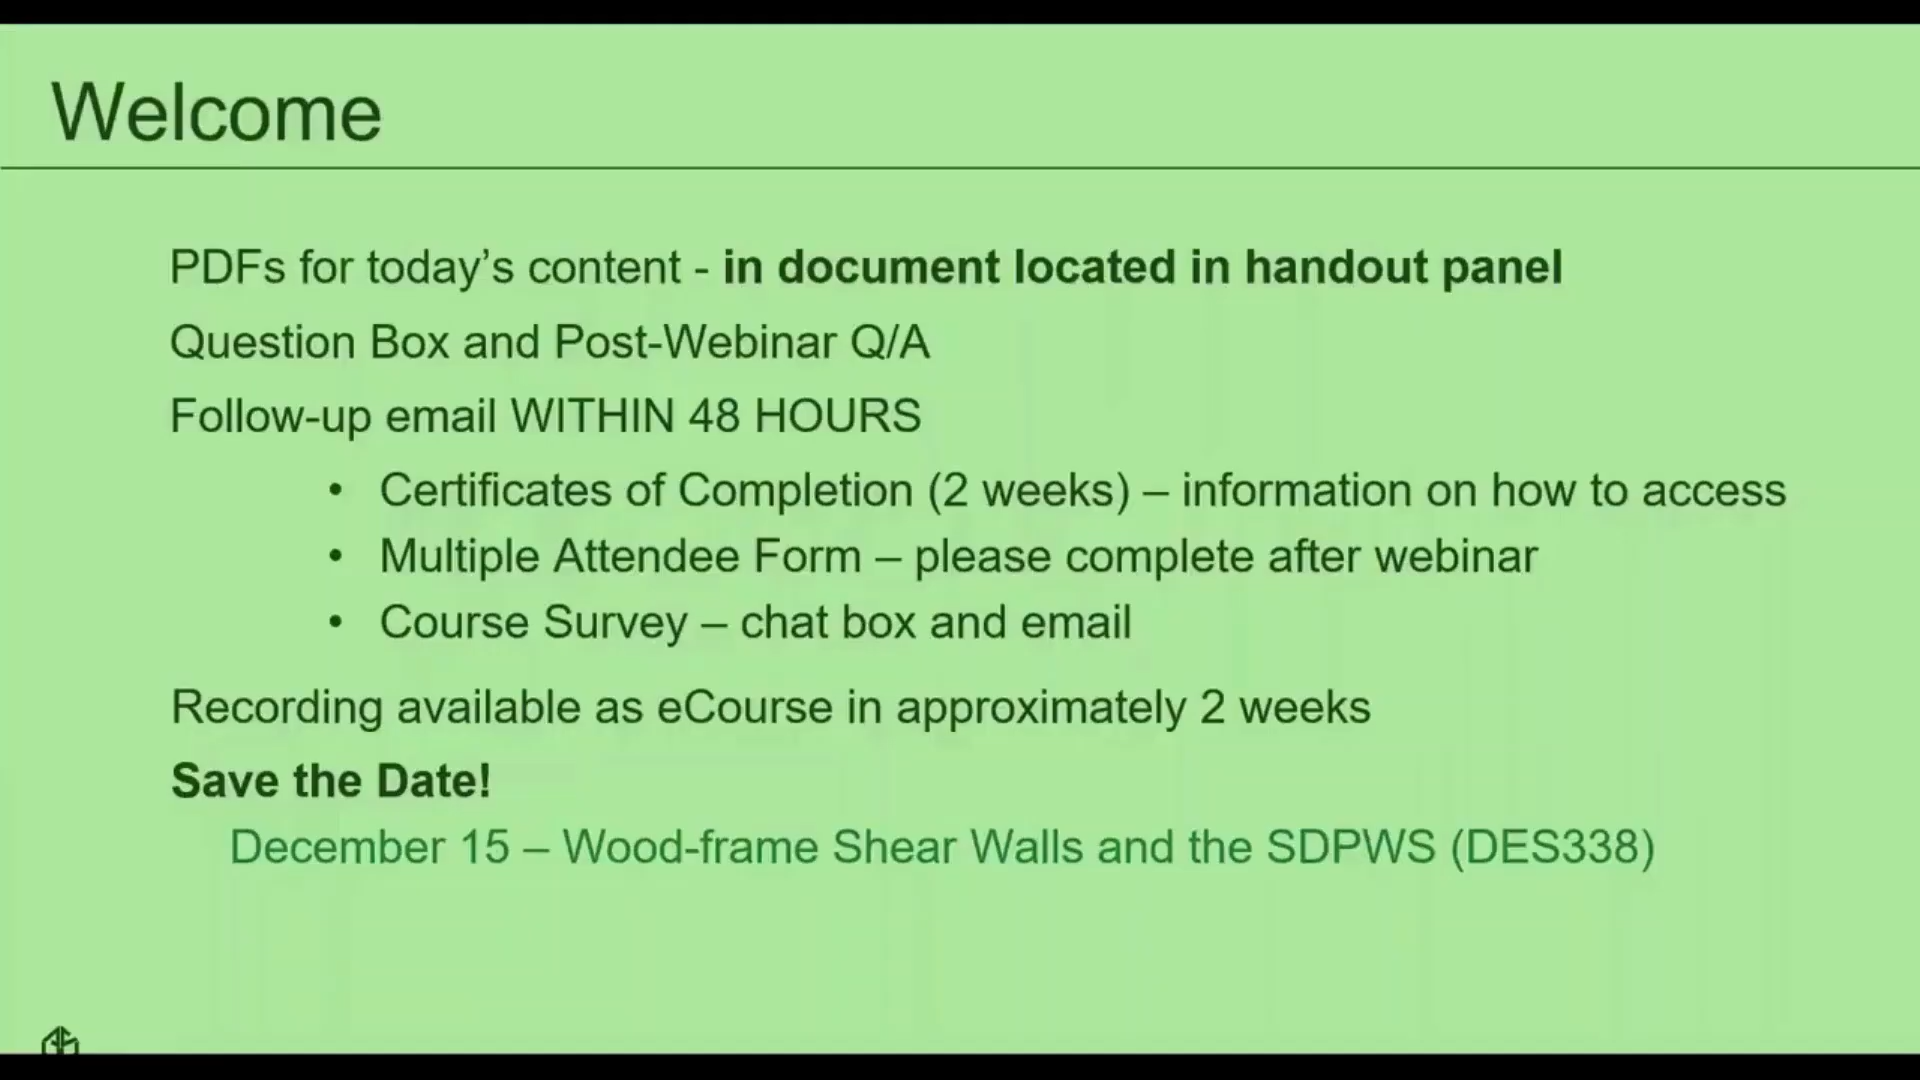 Welcome
PDFs for today’s content - in document located in handout panel
Question Box and Post-Webinar Q/A
Follow-up email WITHIN 48 HOURS
• Certificates of Completion (2 weeks) – information on how to access
• Multiple Attendee Form – please complete after webinar
• Course Survey – chat box and email
Recording available as eCourse in approximately 2 weeks
Save the Date!
December 15 – Wood-frame Shear Walls and the SDPWS (DES338)